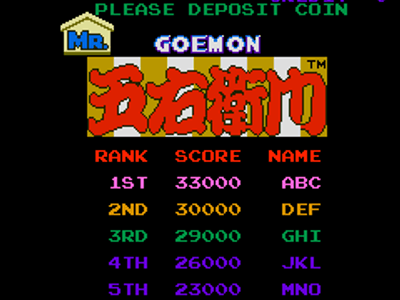 PLEASE DEPOSIT COIN
MR.
GOEMON
TM
五右衛門
RANK SCORE NAME
1ST 33000 ABC
2ND 30000 DEF
3RD 29000 GHI
4TH 26000 JKL
5TH 23000 MNO